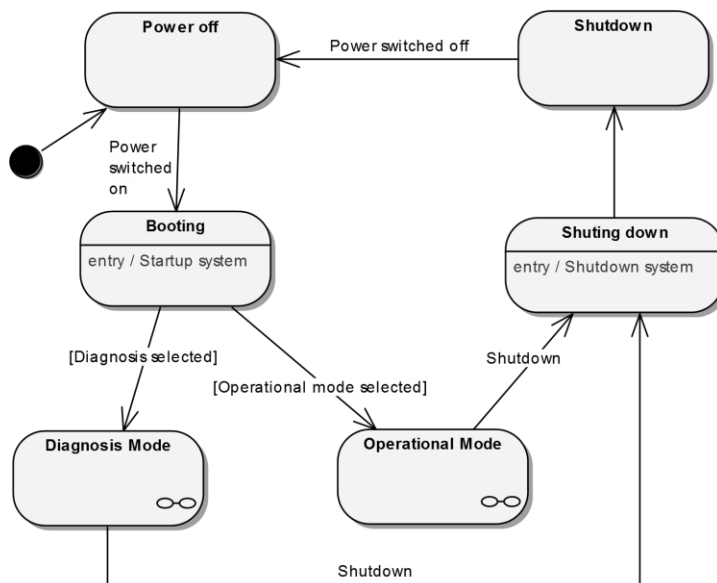 Power off
Shutdown
Power switched off
Power
switched
on
Booting
entry / Startup system
Shuting down
entry / Shutdown system
[Diagnosis selected]
Shutdown
[Operational mode selected]
Diagnosis Mode
Operational Mode
Shutdown